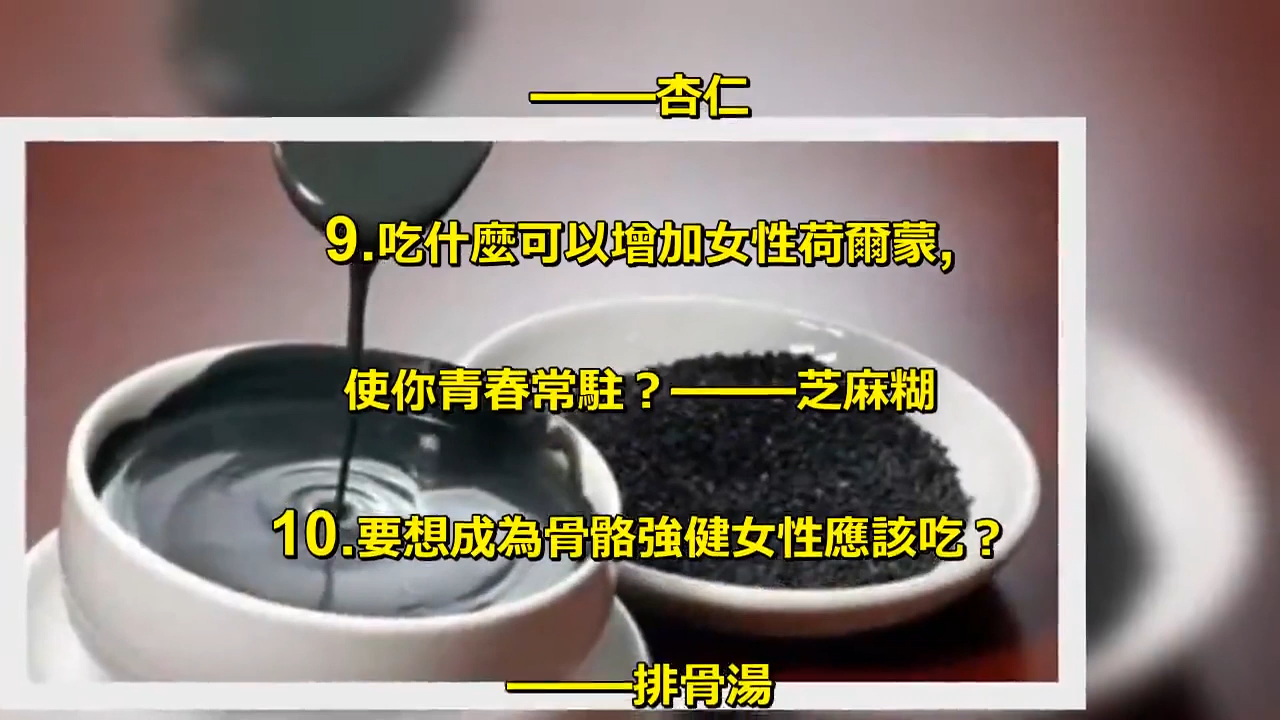 ———杏仁
9.吃什麼可以增加女性荷爾蒙,
使你青春常駐？———芝麻糊
10.要想成為骨骼強健女性應該吃？
———排骨湯